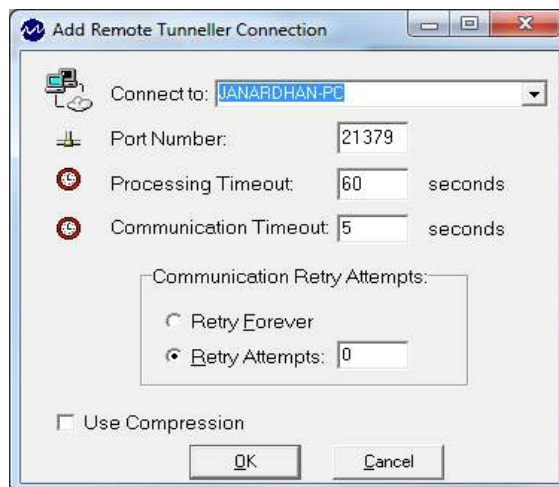 Add Remote Tunneller Connection
Connect to: JANARDHAN-PC
Port Number: 21379
Processing Timeout: 60 seconds
Communication Timeout: 5 seconds
Communication Retry Attempts:
Retry Forever
Retry Attempts: 0
Use Compression
OK Cancel